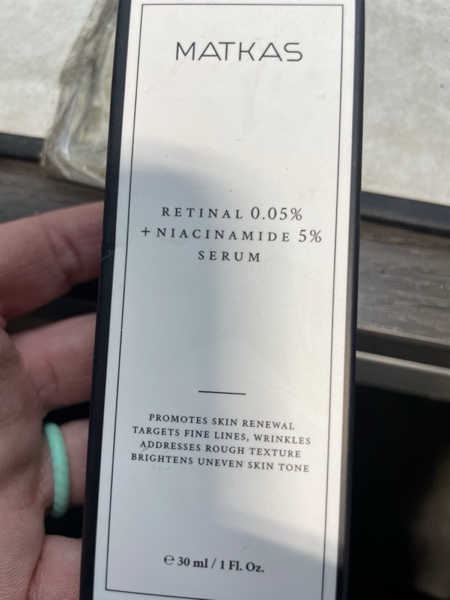 MATKAS
RETINAL 0.05%
+ NIACINAMIDE 5%
SERUM
PROMOTES SKIN RENEWAL
TARGETS FINE LINES, WRINKLES
ADDRESSES ROUGH TEXTURE
BRIGHTENS UNEVEN SKIN TONE
℮ 30 ml / 1 Fl. Oz.